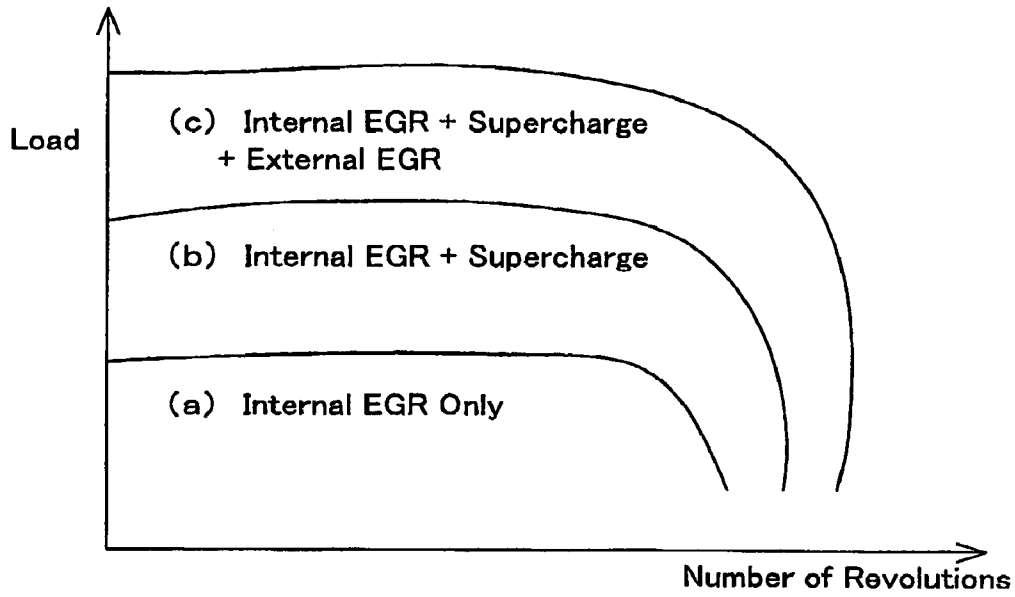 Load
(c) Internal EGR + Supercharge
+ External EGR
(b) Internal EGR + Supercharge
(a) Internal EGR Only
Number of Revolutions